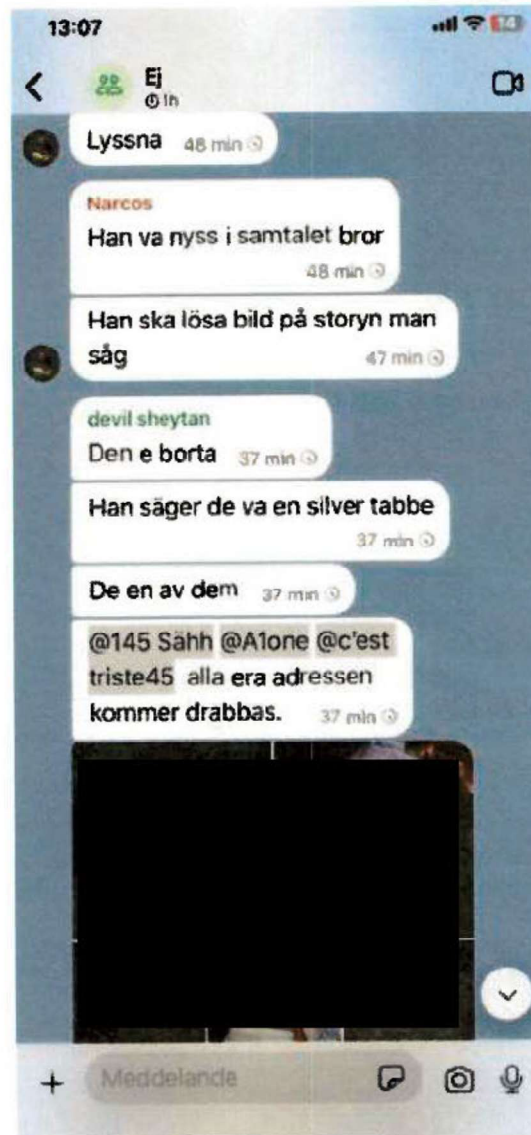 13:07
14
Ej
1h
Lyssna 48 min
Narcos
Han va nyss i samtalet bror
48 min
Han ska lösa bild på storyn man
såg 47 min
devil sheytan
Den e borta 37 min
Han säger de va en silver tabbe
37 min
De en av dem 37 min
@145 Sähh @A1one @c'est
triste45 alla era adressen
kommer drabbas. 37 min
Meddelande